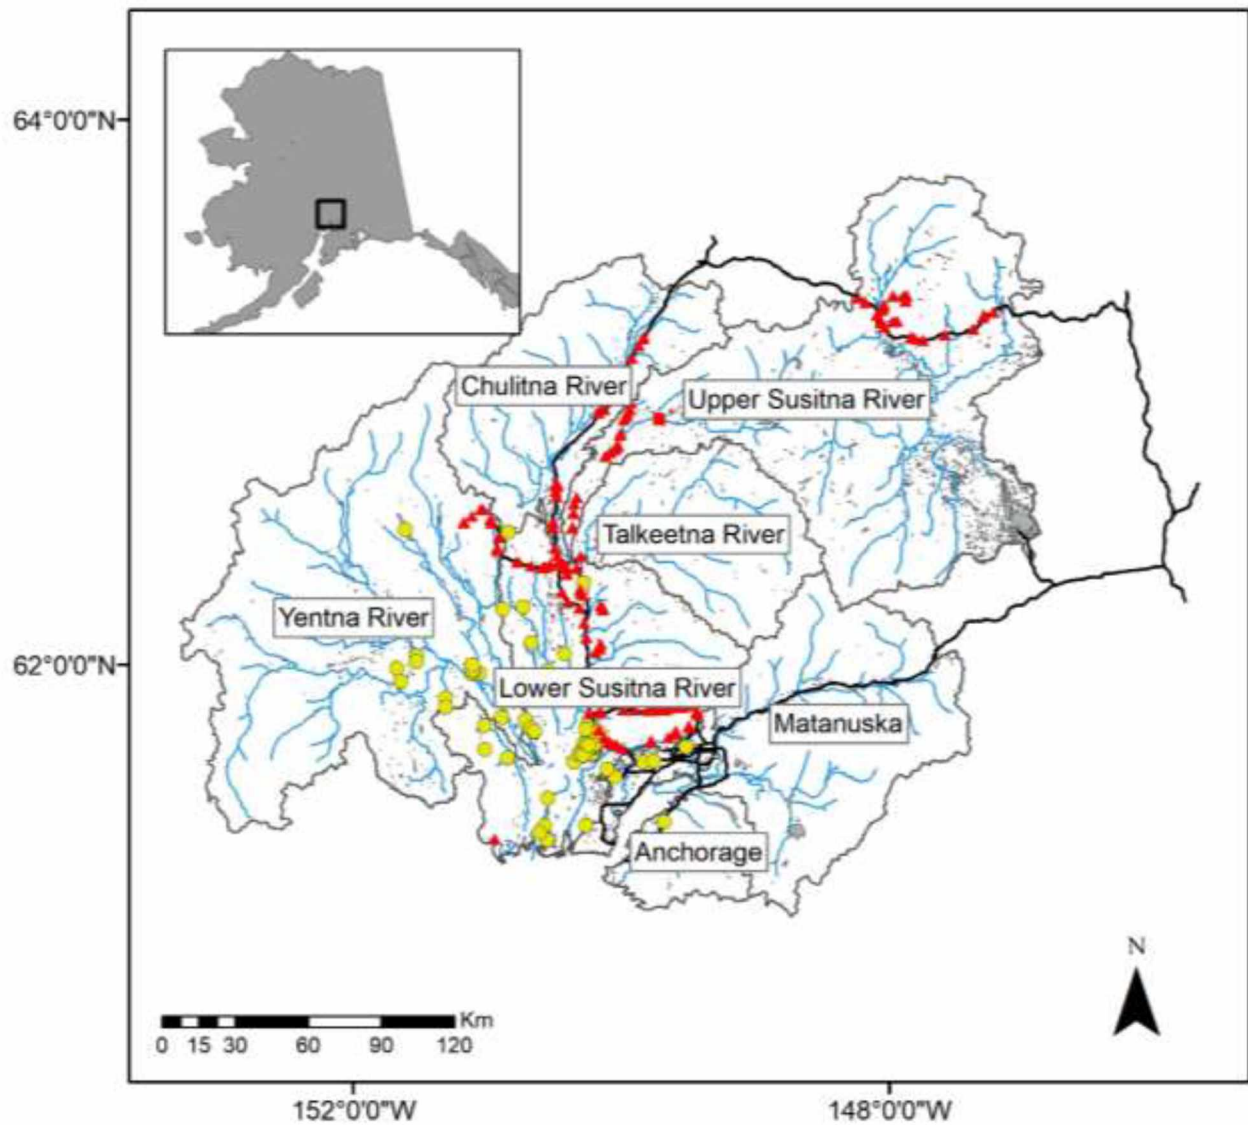 64°0'0"N
Chulitna River
Upper Susitna River
Talkeetna River
Yentna River
62°0'0"N
Lower Susitna River
Matanuska
Anchorage
N
Km
0 15 30 60 90 120
152°0'0"W 148°0'0"W